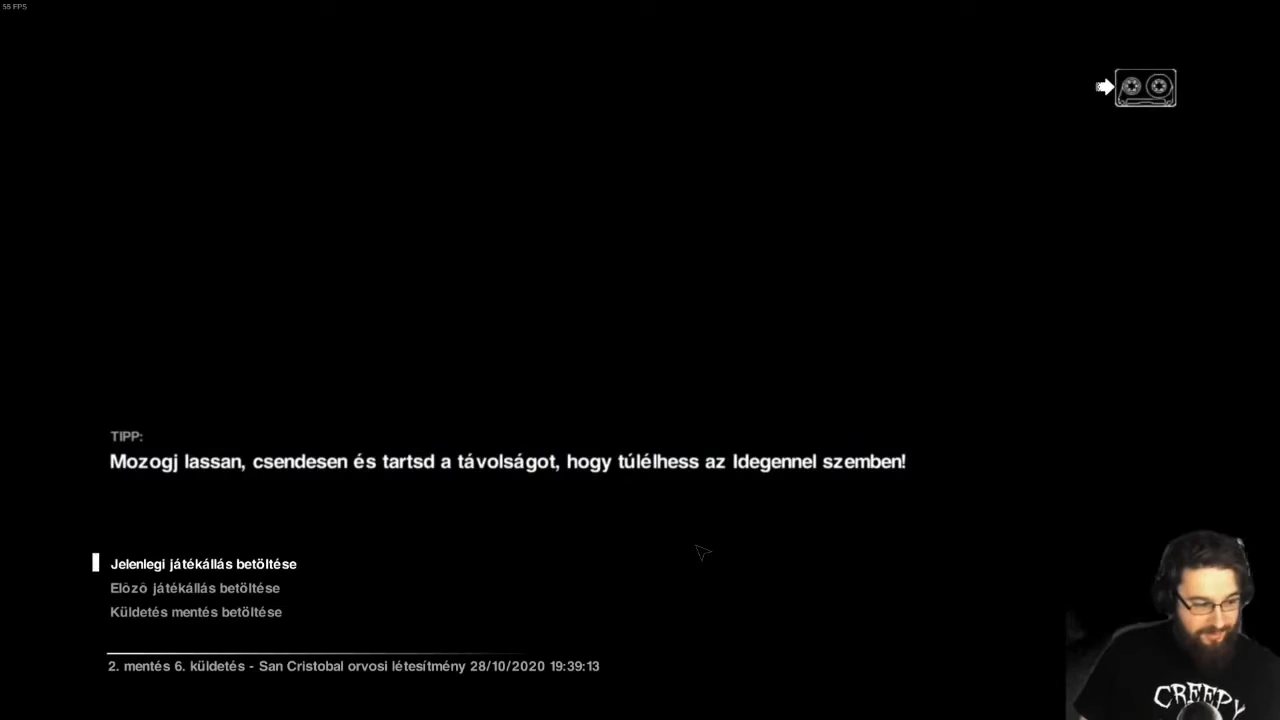 55 FPS
TIPP:
Mozogj lassan, csendesen és tartsd a távolságot, hogy túlélhess az Idegennel szemben!
Jelenlegi játékállás betöltése
Elôzô játékállás betöltése
Küldetés mentés betöltése
2. mentés 6. küldetés - San Cristobal orvosi létesítmény 28/10/2020 19:39:13
CREEPY